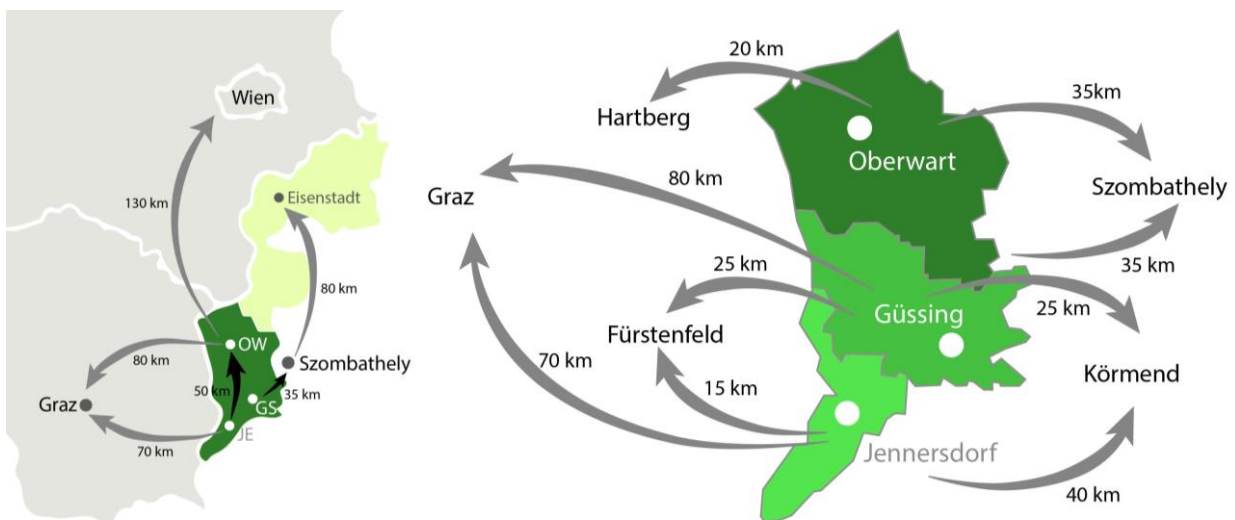 Wien
130 km
Eisenstadt
80 km
OW
80 km
Szombathely
50 km
35 km
GS
Graz
JE
70 km
20 km
35km
Hartberg
Oberwart
80 km
Graz
Szombathely
35 km
25 km
25 km
Güssing
Fürstenfeld
70 km
Körmend
15 km
Jennersdorf
40 km